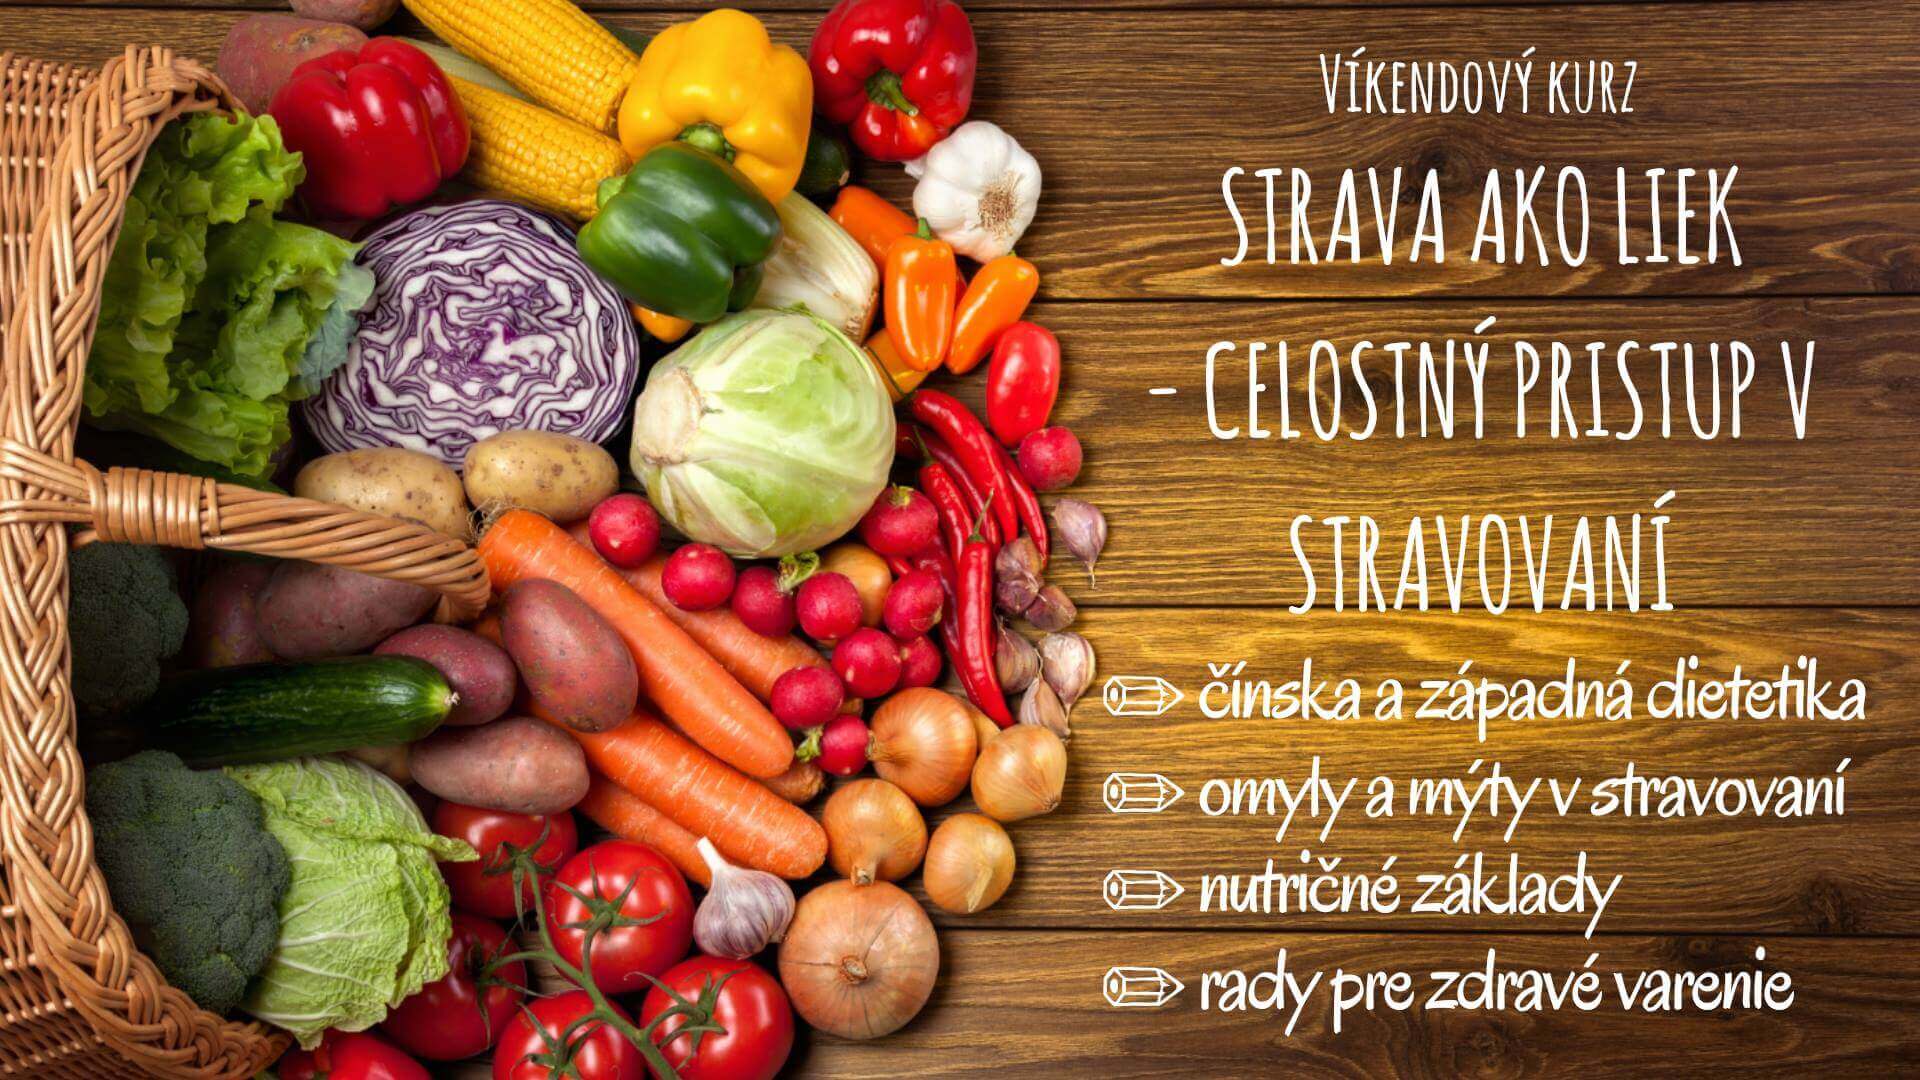 Víkendový kurz
STRAVA AKO LIEK
- CELOSTNÝ PRISTUP V
STRAVOVANÍ
čínska a západná dietetika
omyly a mýty v stravovaní
nutričné základy
rady pre zdravé varenie